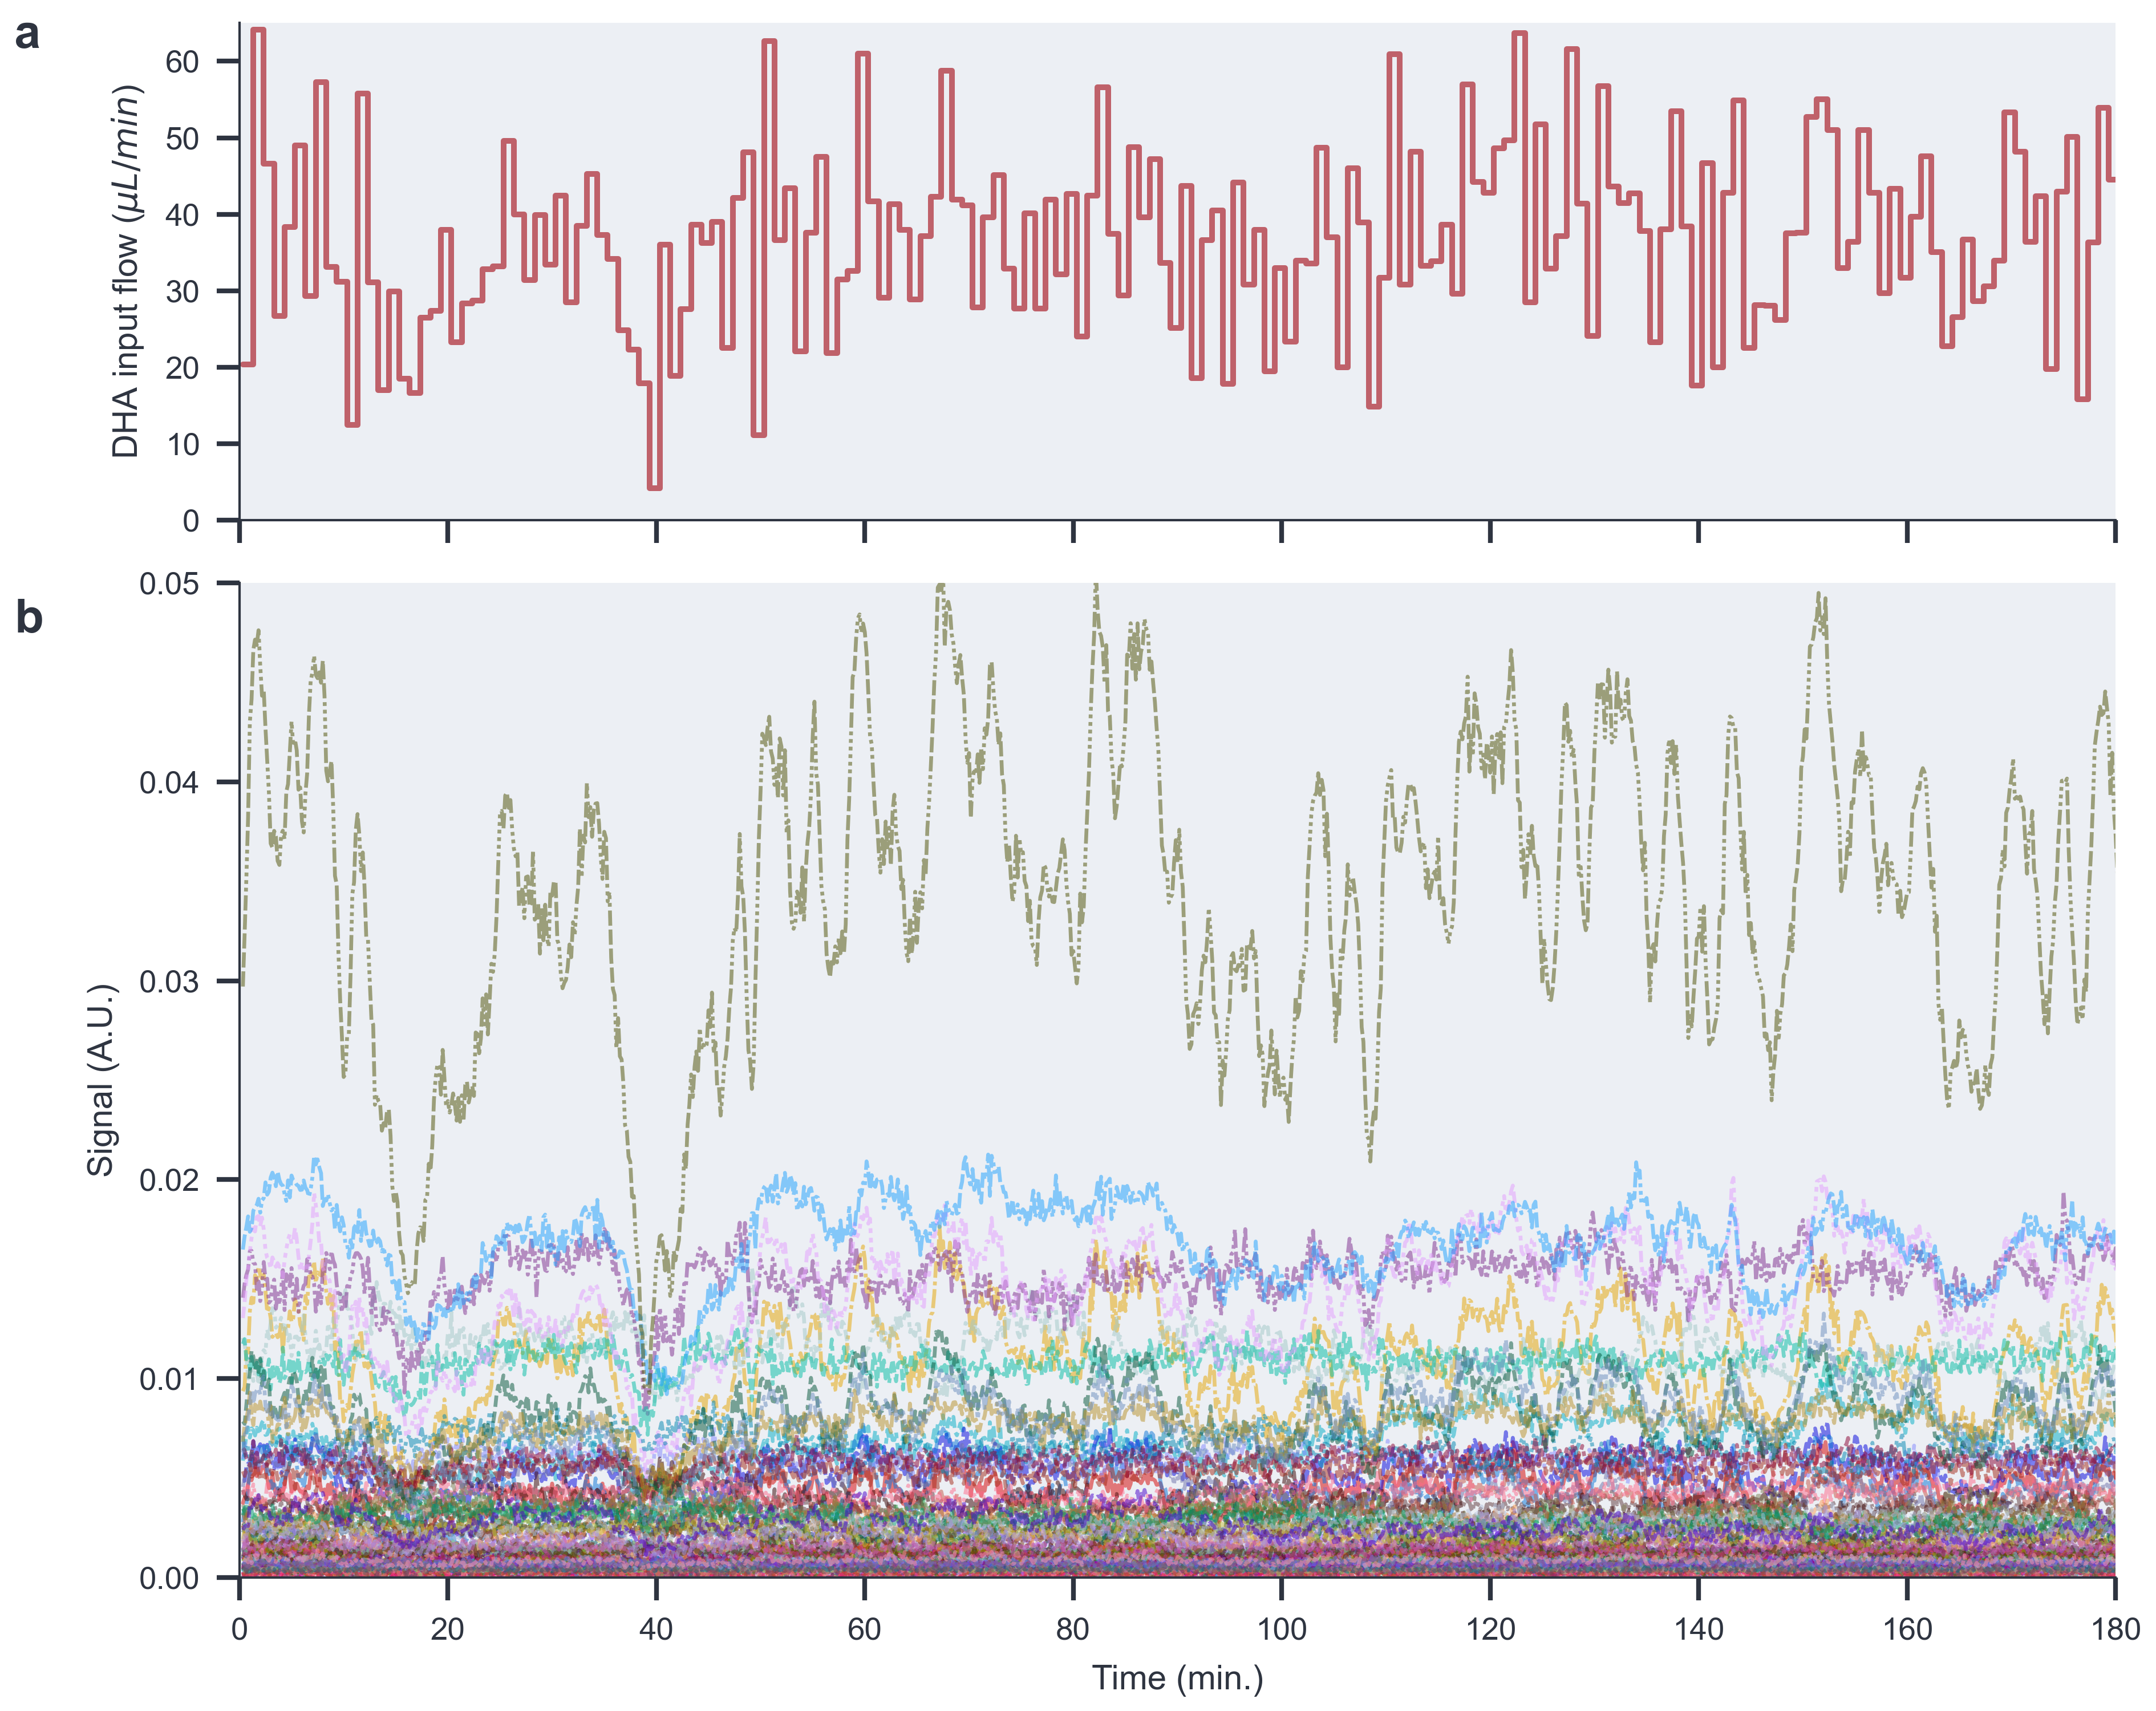 a
60
50
40
30
20
10
0
DHA input flow (μL/min)
b
0.05
0.04
0.03
0.02
0.01
0.00
Signal (A.U.)
0 20 40 60 80 100 120 140 160 180
Time (min.)